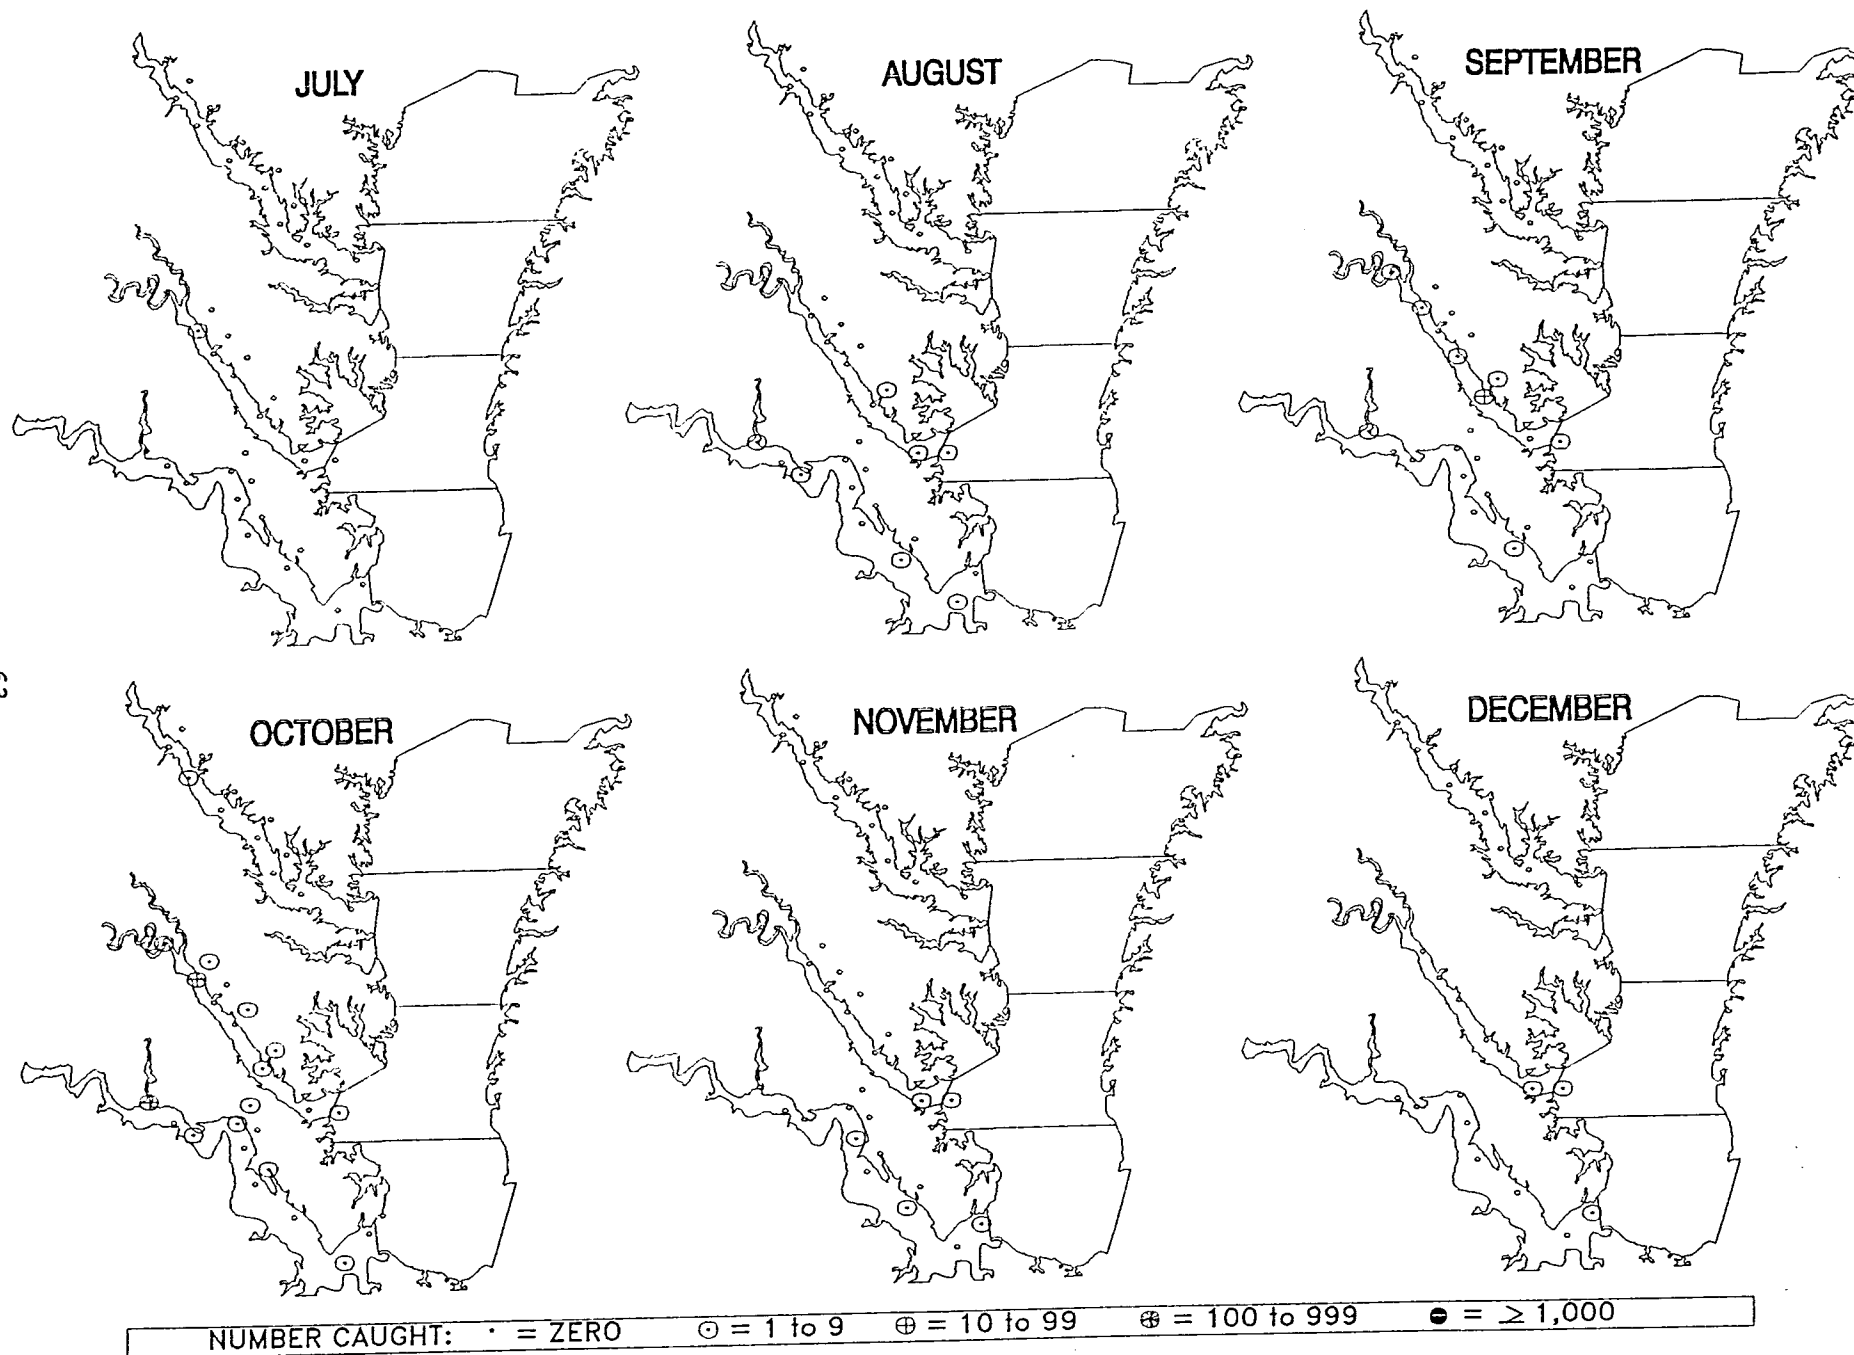 JULY
AUGUST
SEPTEMBER
OCTOBER
NOVEMBER
DECEMBER
NUMBER CAUGHT: · = ZERO ⊙ = 1 to 9 ⊕ = 10 to 99 ⊕ = 100 to 999 ● = ≥ 1,000